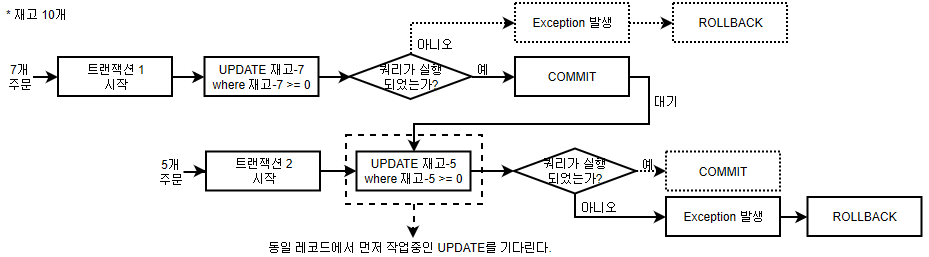 * 재고 10개
7개
주문
트랜잭션 1
시작
UPDATE 재고-7
where 재고-7 >= 0
쿼리가 실행
되었는가?
아니오
Exception 발생
ROLLBACK
예
COMMIT
대기
5개
주문
트랜잭션 2
시작
UPDATE 재고-5
where 재고-5 >= 0
쿼리가 실행
되었는가?
예
COMMIT
아니오
Exception 발생
ROLLBACK
동일 레코드에서 먼저 작업중인 UPDATE를 기다린다.